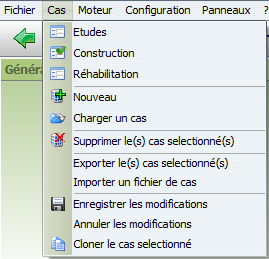 Fichier Cas Moteur Configuration Panneaux ?
Généra
Etudes
Construction
Réhabilitation
Nouveau
Charger un cas
Supprimer le(s) cas selectionné(s)
Exporter le(s) cas selectionné(s)
Importer un fichier de cas
Enregistrer les modifications
Annuler les modifications
Cloner le cas selectionné